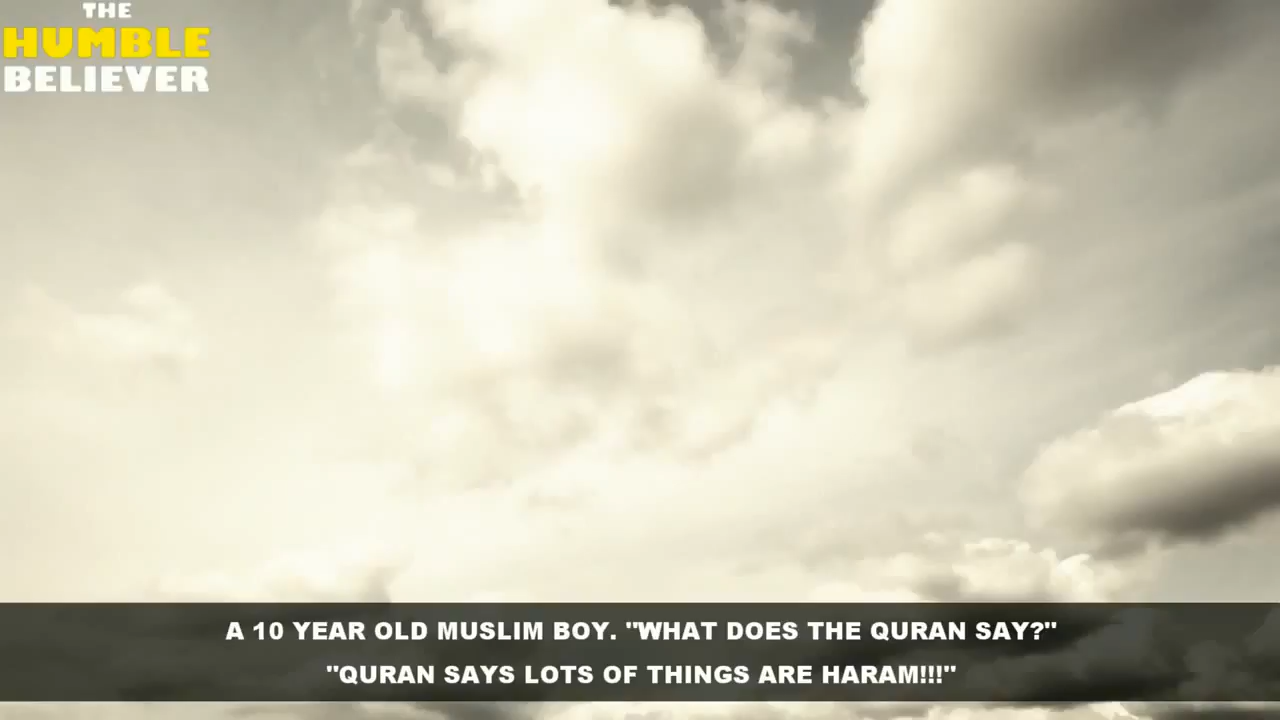 THE
HUMBLE
BELIEVER
A 10 YEAR OLD MUSLIM BOY. "WHAT DOES THE QURAN SAY?"
"QURAN SAYS LOTS OF THINGS ARE HARAM!!!"